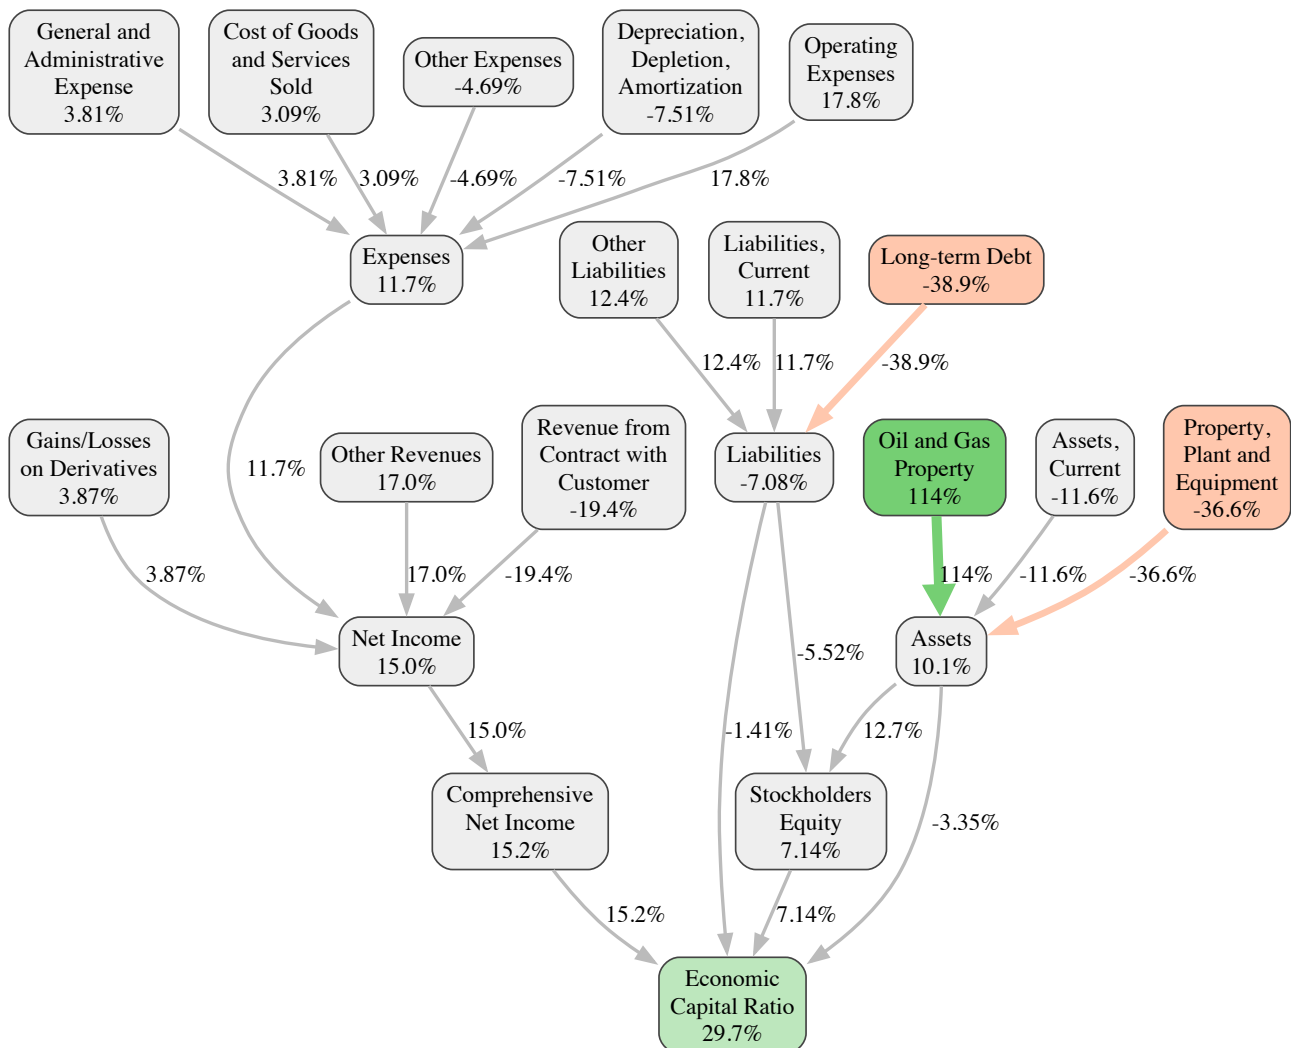 General and
Administrative
Expense
3.81%
Cost of Goods
and Services
Sold
3.09%
Other Expenses
-4.69%
Depreciation,
Depletion,
Amortization
-7.51%
Operating
Expenses
17.8%
3.81%
3.09%
-4.69%
-7.51%
17.8%
Expenses
11.7%
Other
Liabilities
12.4%
Liabilities,
Current
11.7%
Long-term Debt
-38.9%
12.4%
11.7%
-38.9%
Gains/Losses
on Derivatives
3.87%
11.7%
Other Revenues
17.0%
Revenue from
Contract with
Customer
-19.4%
Liabilities
-7.08%
Oil and Gas
Property
114%
Assets,
Current
-11.6%
Property,
Plant and
Equipment
-36.6%
3.87%
17.0%
-19.4%
114%
-11.6%
-36.6%
Net Income
15.0%
-5.52%
Assets
10.1%
15.0%
-1.41%
12.7%
Comprehensive
Net Income
15.2%
Stockholders
Equity
7.14%
-3.35%
15.2%
7.14%
Economic
Capital Ratio
29.7%